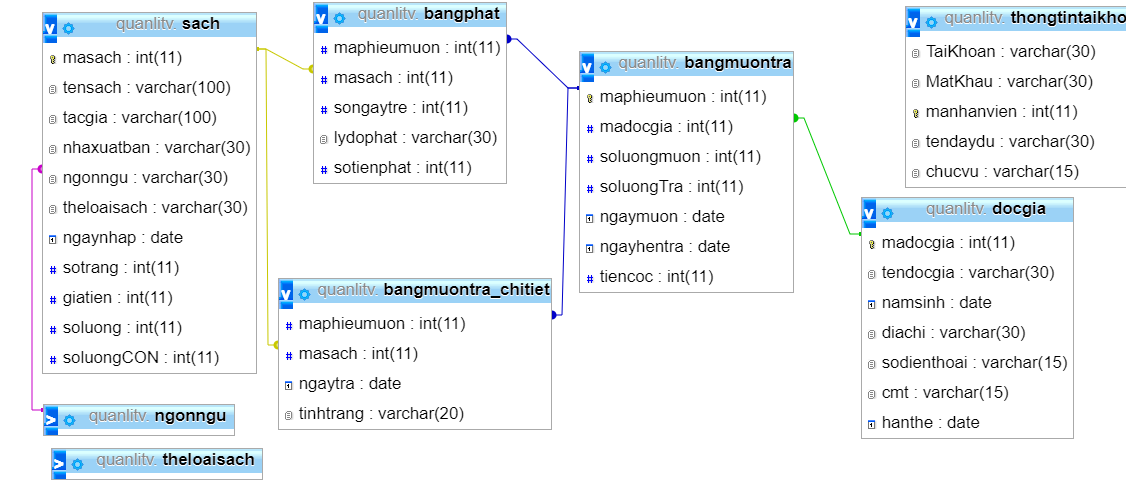 quanlitv. sach
masach : int(11)
tensach : varchar(100)
tacgia : varchar(100)
nhaxuatban : varchar(30)
ngonngu : varchar(30)
theloaisach : varchar(30)
ngaynhap : date
sotrang : int(11)
giatien : int(11)
soluong : int(11)
soluongCON : int(11)
quanlitv. ngonngu
quanlitv. theloaisach
quanlitv. bangphat
maphieumuon : int(11)
masach : int(11)
songaytre : int(11)
lydophat : varchar(30)
sotienphat : int(11)
quanlitv. bangmuontra_chitiet
maphieumuon : int(11)
masach : int(11)
ngaytra : date
tinhtrang : varchar(20)
quanlitv. bangmuontra
maphieumuon : int(11)
madocgia : int(11)
soluongmuon : int(11)
soluongTra : int(11)
ngaymuon : date
ngayhentra : date
tiencoc : int(11)
quanlitv. thongtintaikho
TaiKhoan : varchar(30)
MatKhau : varchar(30)
manhanvien : int(11)
tendaydu : varchar(30)
chucvu : varchar(15)
quanlitv. docgia
madocgia : int(11)
tendocgia : varchar(30)
namsinh : date
diachi : varchar(30)
sodienthoai : varchar(15)
cmt : varchar(15)
hanthe : date